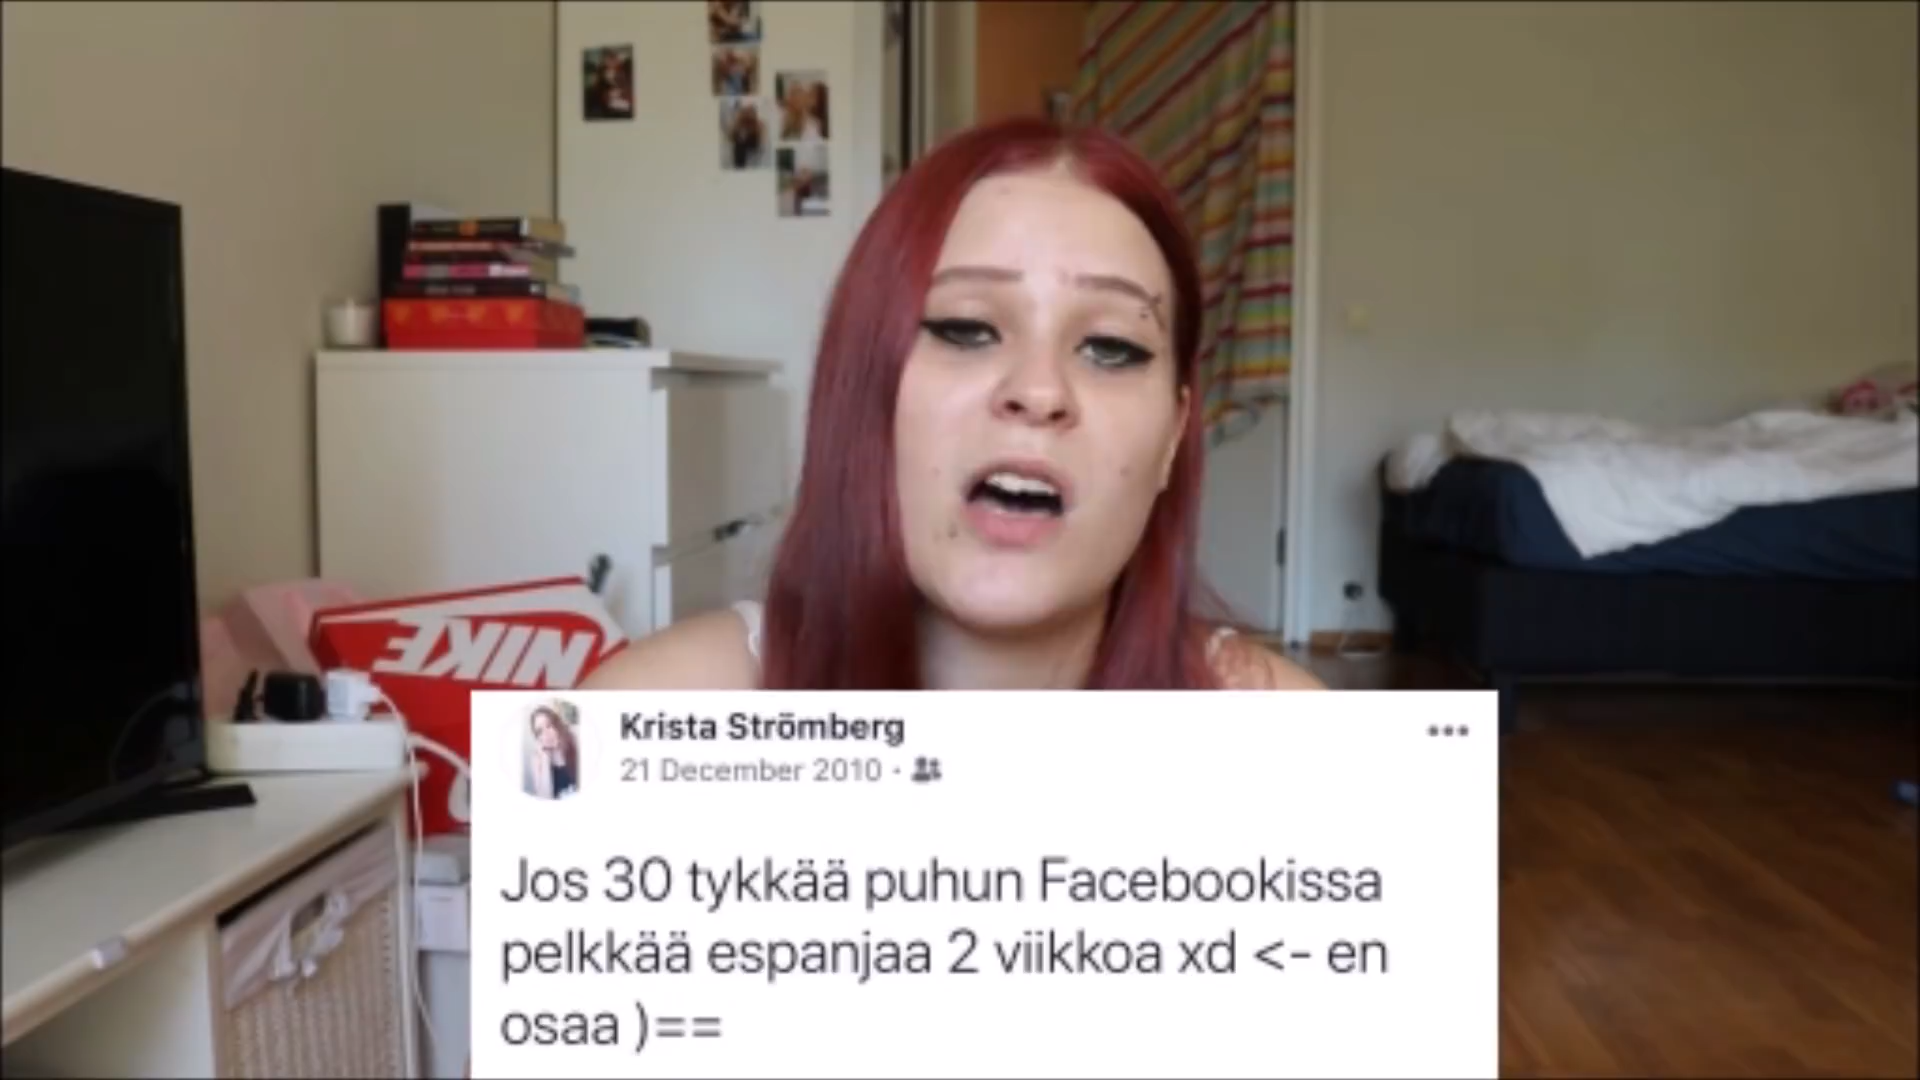 NIKE
Krista Strömberg
21 December 2010 ·
Jos 30 tykkää puhun Facebookissa
pelkkää espanjaa 2 viikkoa xd <- en
osaa )==